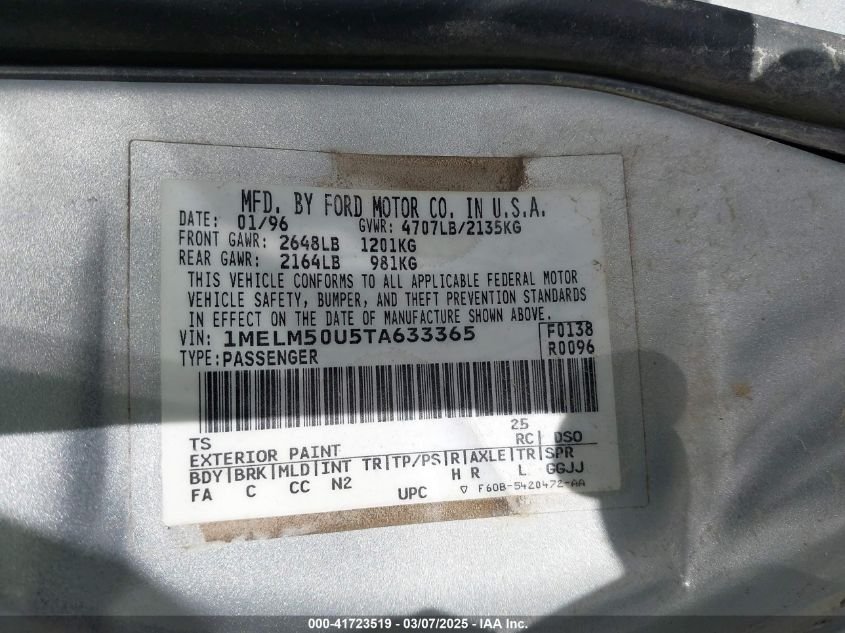 MFD. BY FORD MOTOR CO. IN U.S.A.
DATE: 01/96 GVWR: 4707LB/2135KG
FRONT GAWR: 2648LB 1201KG
REAR GAWR: 2164LB 981KG
THIS VEHICLE CONFORMS TO ALL APPLICABLE FEDERAL MOTOR
VEHICLE SAFETY, BUMPER, AND THEFT PREVENTION STANDARDS
IN EFFECT ON THE DATE OF MANUFACTURE SHOWN ABOVE.
VIN: 1MELM50U5TA633365 F0138
TYPE: PASSENGER R0096
25
TS RC DSO
EXTERIOR PAINT
BDY BRK MLD INT TR TP/PS R AXLE TR SPR
FA C CC N2 H R L GGJJ
UPC ▽ F60B-5420472-AA
000-41723519 - 03/07/2025 - IAA Inc.